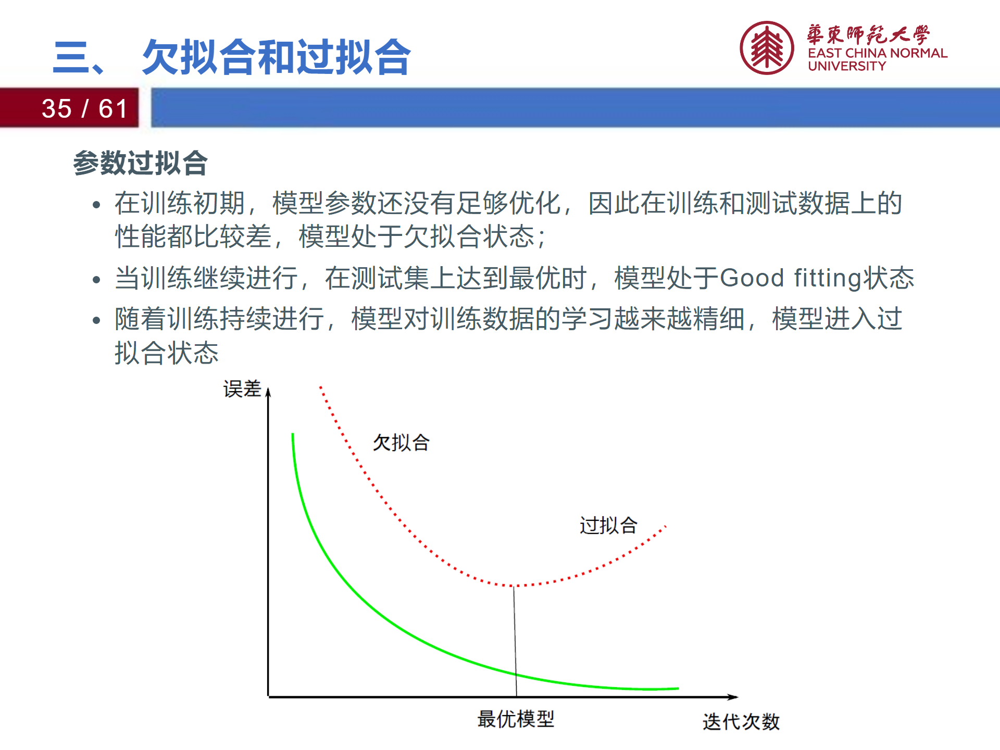 三、 欠拟合和过拟合
華東師範大學
EAST CHINA NORMAL
UNIVERSITY
35 / 61
参数过拟合
• 在训练初期，模型参数还没有足够优化，因此在训练和测试数据上的
性能都比较差，模型处于欠拟合状态；
• 当训练继续进行，在测试集上达到最优时，模型处于Good fitting状态
• 随着训练持续进行，模型对训练数据的学习越来越精细，模型进入过
拟合状态
误差
欠拟合
过拟合
最优模型
迭代次数